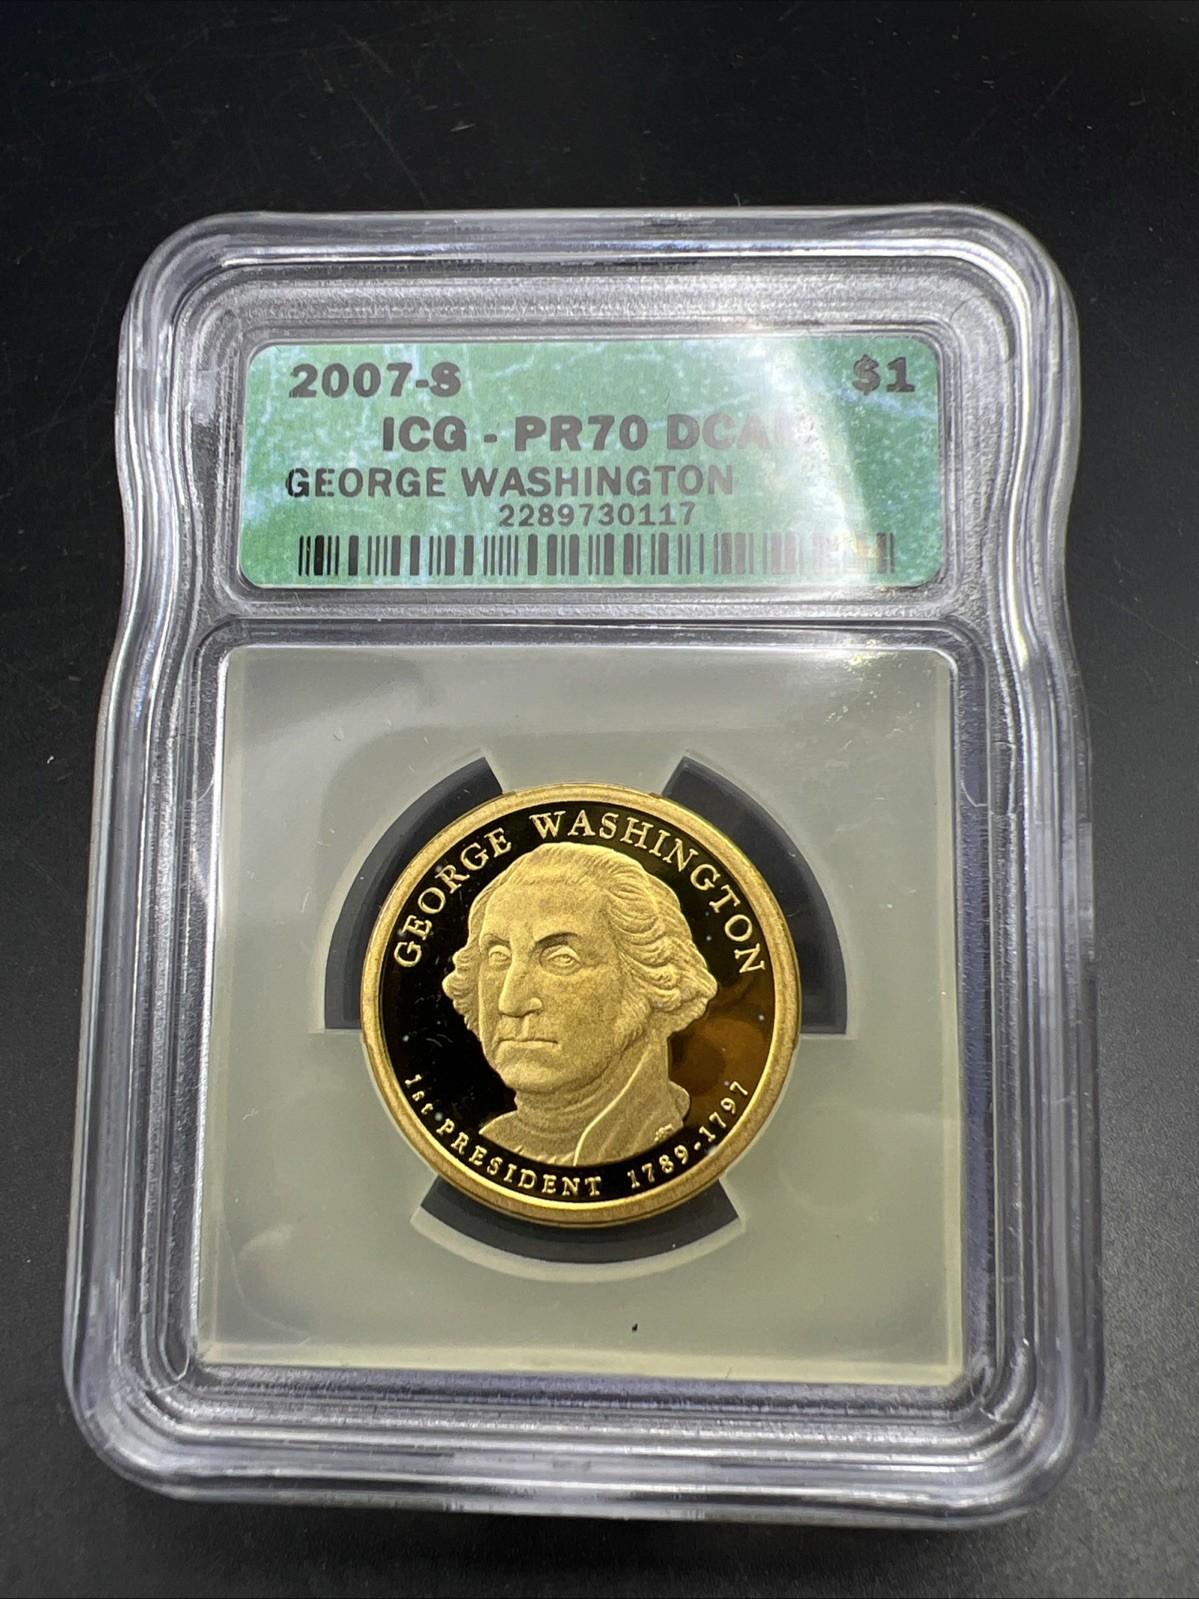 2007-S $1
ICG - PR70 DCAM
GEORGE WASHINGTON
2289730117
GEORGE WASHINGTON
1st PRESIDENT 1789-1797